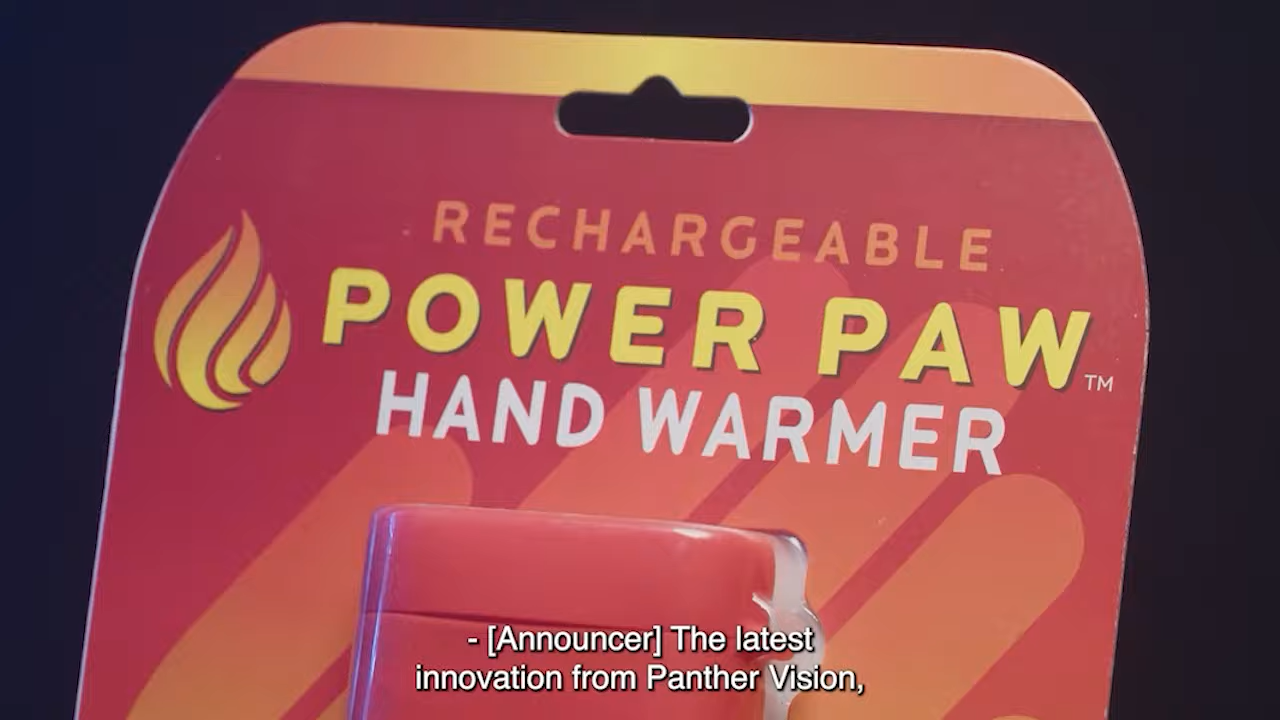 RECHARGEABLE
POWER PAW™
HAND WARMER
- [Announcer] The latest
innovation from Panther Vision,